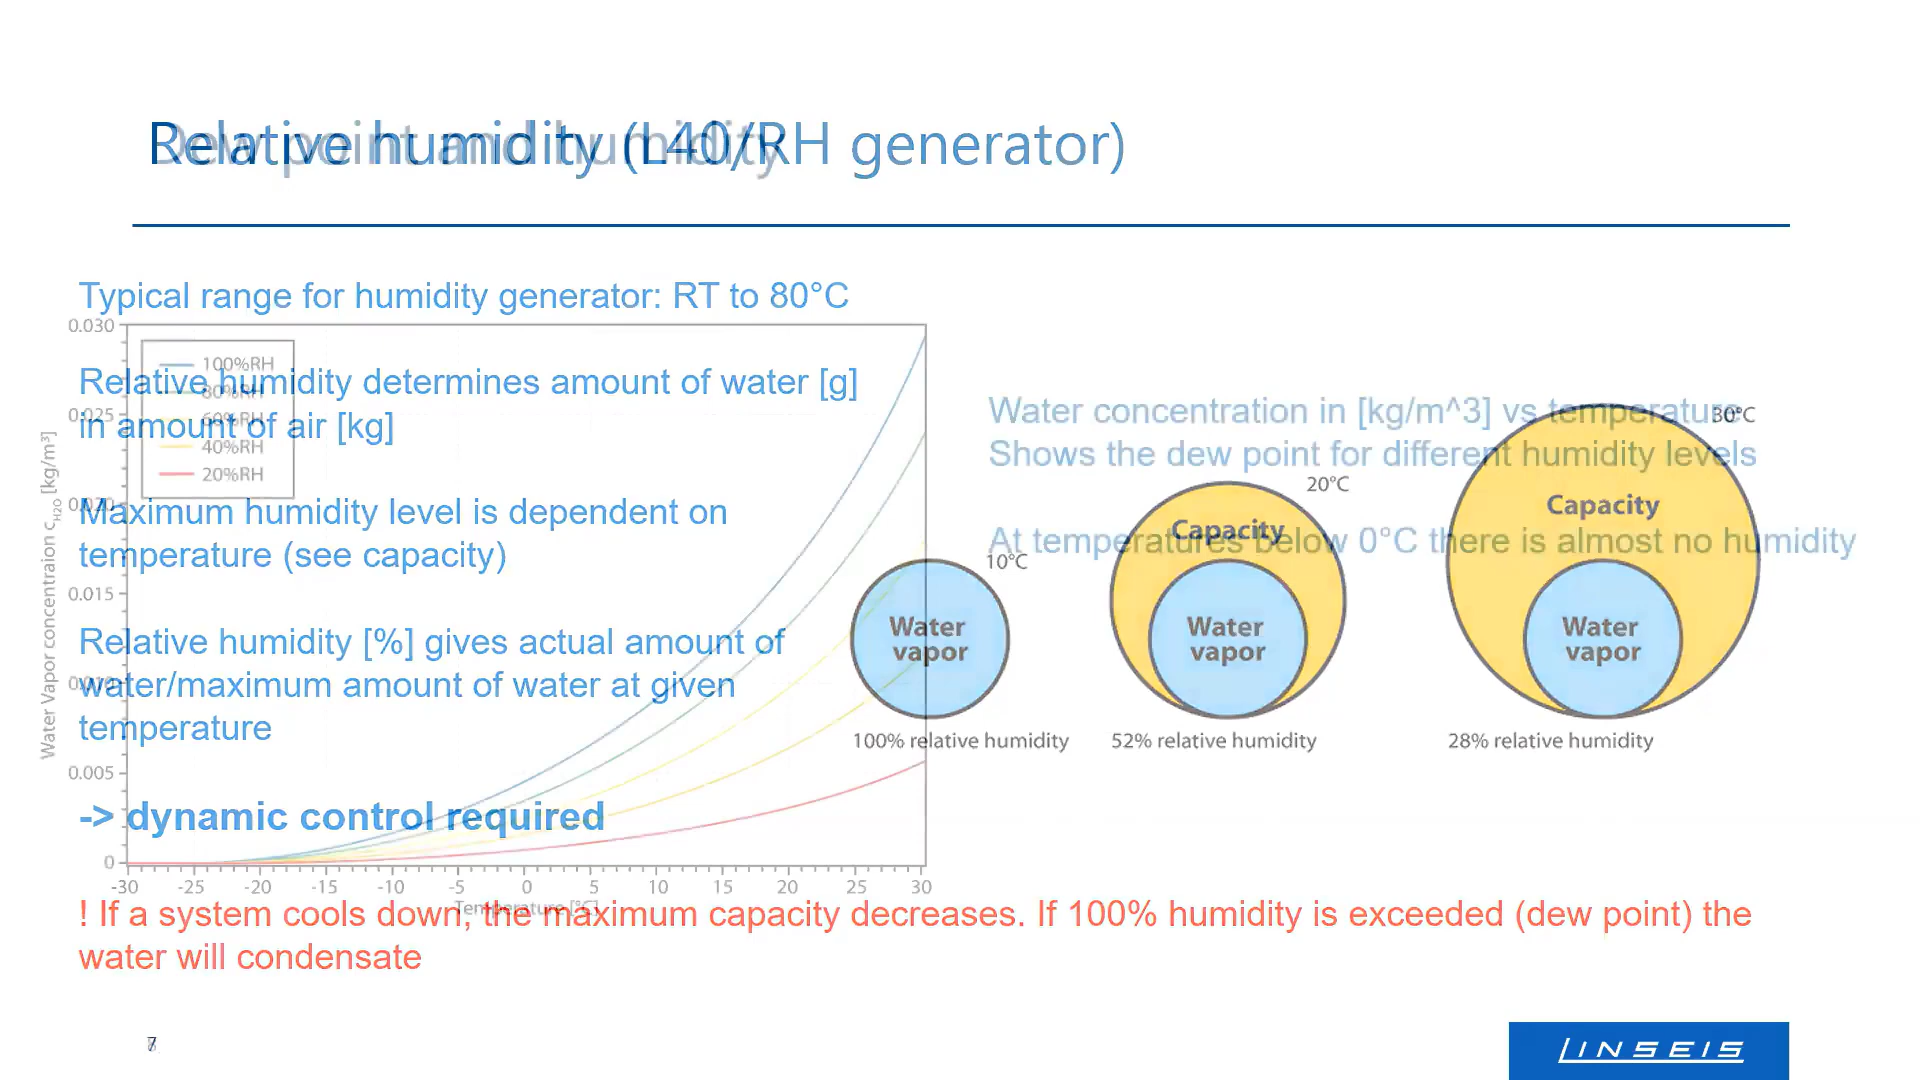 Relative humidity (L40/RH generator)
Dew point and humidity
Typical range for humidity generator: RT to 80°C
Relative humidity determines amount of water [g]
in amount of air [kg]
Maximum humidity level is dependent on
temperature (see capacity)
Relative humidity [%] gives actual amount of
water/maximum amount of water at given
temperature
-> dynamic control required
! If a system cools down, the maximum capacity decreases. If 100% humidity is exceeded (dew point) the
water will condensate
Water concentration in [kg/m^3] vs temperature
Shows the dew point for different humidity levels
At temperatures below 0°C there is almost no humidity
10°C
Water
vapor
100% relative humidity
20°C
Capacity
Water
vapor
52% relative humidity
30°C
Capacity
Water
vapor
28% relative humidity
Water Vapor concentraion cH2O [kg/m³]
0.030
0.025
0.020
0.015
0.010
0.005
0
100%RH
80%RH
60%RH
40%RH
20%RH
-30 -25 -20 -15 -10 -5 0 5 10 15 20 25 30
Temperature [°C]
7
LINSEIS